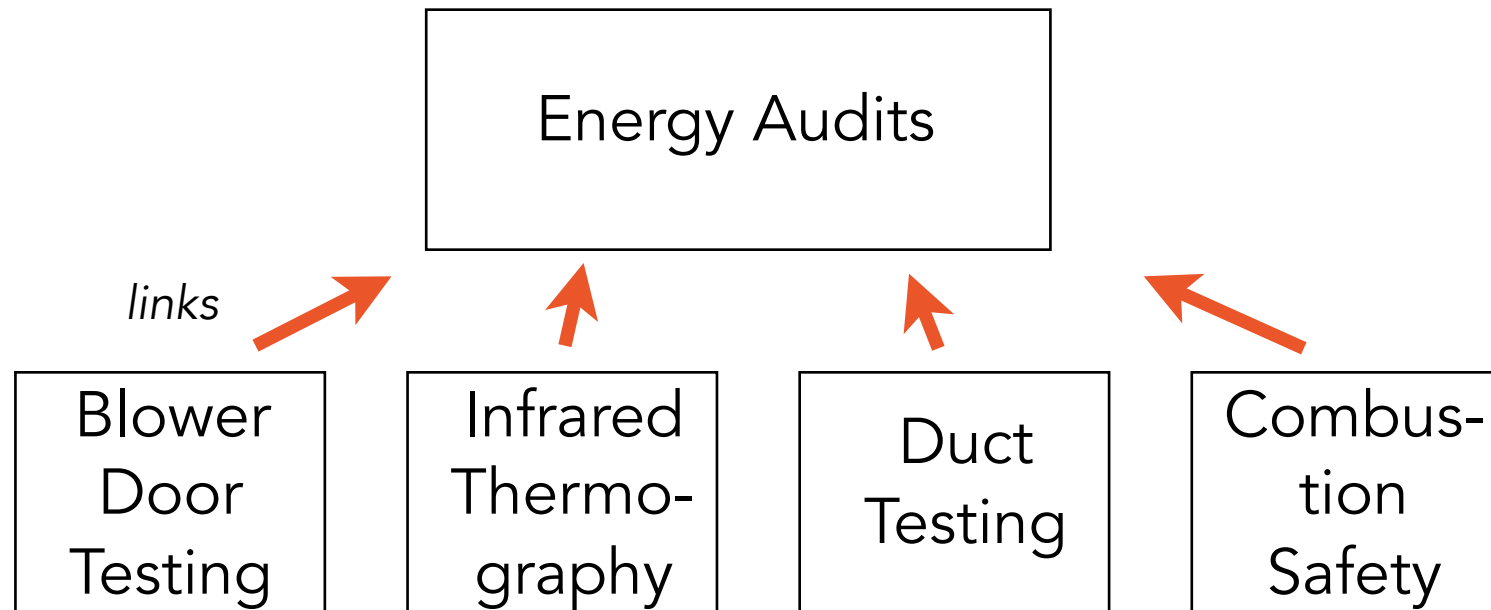 Energy Audits
links
Blower
Door
Testing
Infrared
Thermo-
graphy
Duct
Testing
Combus-
tion
Safety